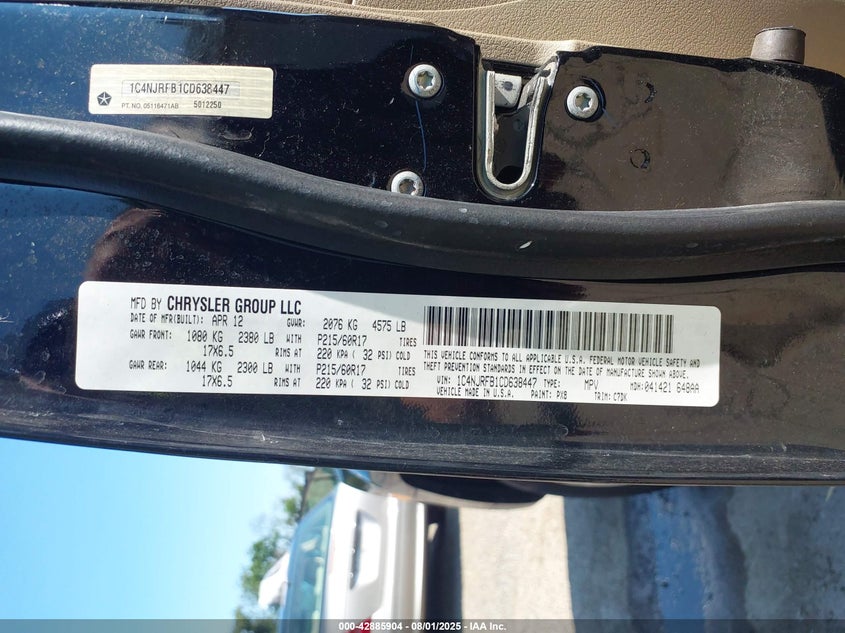 1C4NJRFB1CD638447
PT. NO. 05116471AB 5012250
MFD BY CHRYSLER GROUP LLC
DATE OF MFR(BUILT): APR 12 GVWR: 2076 KG 4575 LB
GAWR FRONT: 1080 KG 2380 LB WITH P215/60R17 TIRES
17X6.5 RIMS AT 220 KPA ( 32 PSI) COLD
GAWR REAR: 1044 KG 2300 LB WITH P215/60R17 TIRES
17X6.5 RIMS AT 220 KPA ( 32 PSI) COLD
THIS VEHICLE CONFORMS TO ALL APPLICABLE U.S.A. FEDERAL MOTOR VEHICLE SAFETY AND
THEFT PREVENTION STANDARDS IN EFFECT ON THE DATE OF MANUFACTURE SHOWN ABOVE.
VIN: 1C4NJRFB1CD638447 TYPE: MPV MDH: 041421 648AA
VEHICLE MADE IN U.S.A. PAINT: PX8 TRIM: C7DK
000-42885904 - 08/01/2025 - IAA Inc.